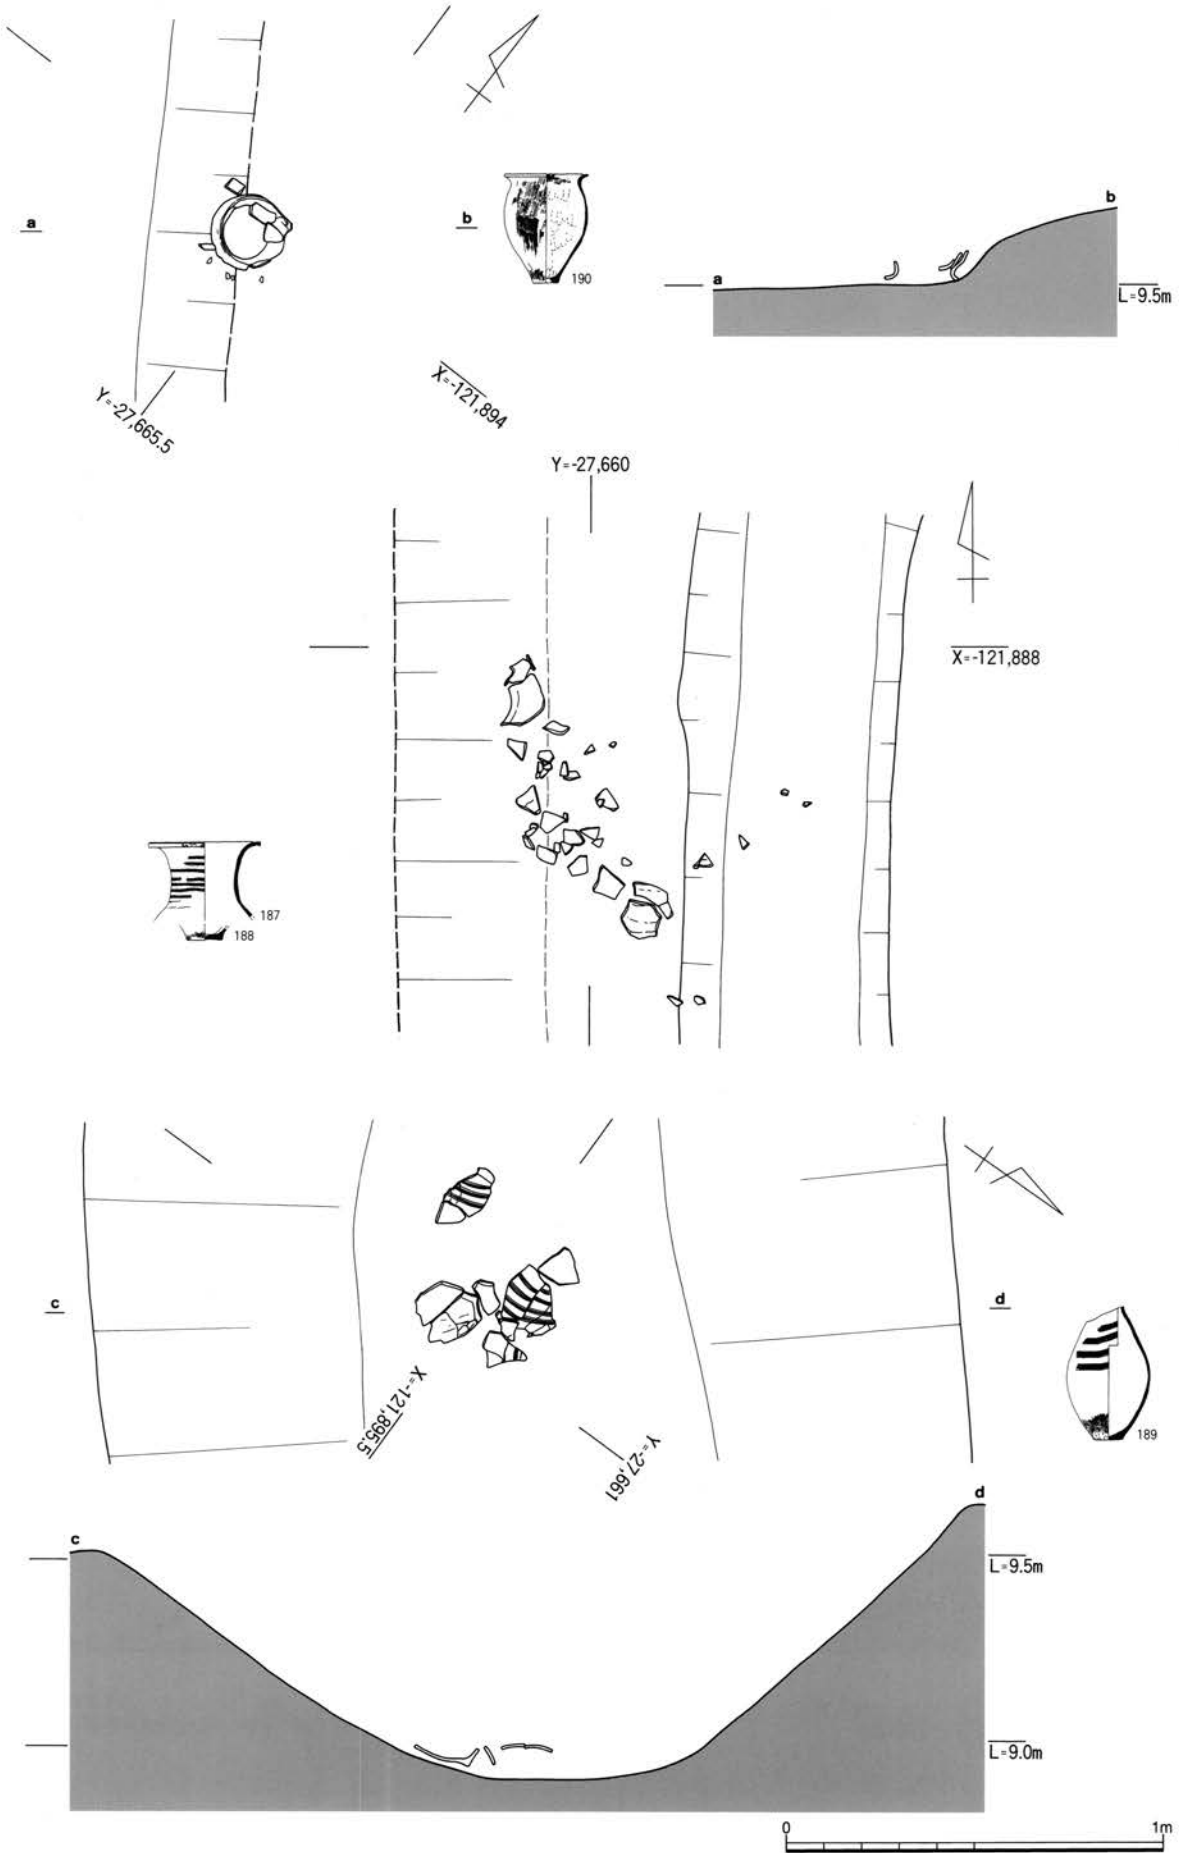 a
b
190
b
a
L=9.5m
Y=-27,665.5
X=-121,894
Y=-27,660
X=-121,888
187
188
c
d
X=-121,895.5
Y=-27,661
189
c
d
L=9.5m
L=9.0m
0
1m